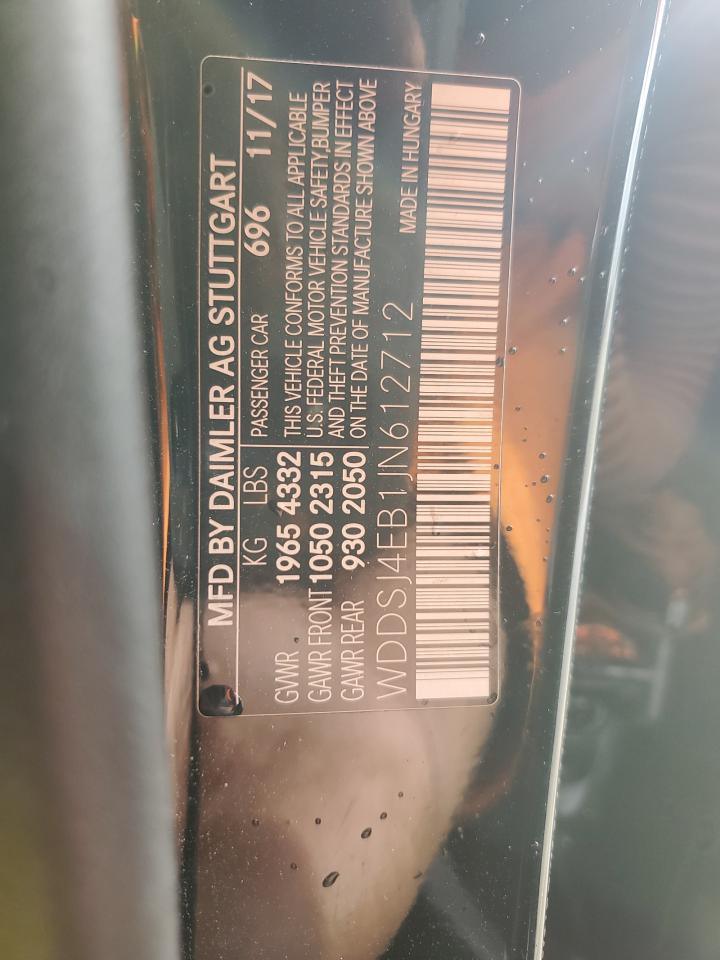 MFD BY DAIMLER AG STUTTGART
KG LBS PASSENGER CAR 696 11/17
GVWR 1965 4332
GAWR FRONT 1050 2315
GAWR REAR 930 2050
THIS VEHICLE CONFORMS TO ALL APPLICABLE
U.S. FEDERAL MOTOR VEHICLE SAFETY,BUMPER
AND THEFT PREVENTION STANDARDS IN EFFECT
ON THE DATE OF MANUFACTURE SHOWN ABOVE
WDDSJ4EB1JN612712 MADE IN HUNGARY